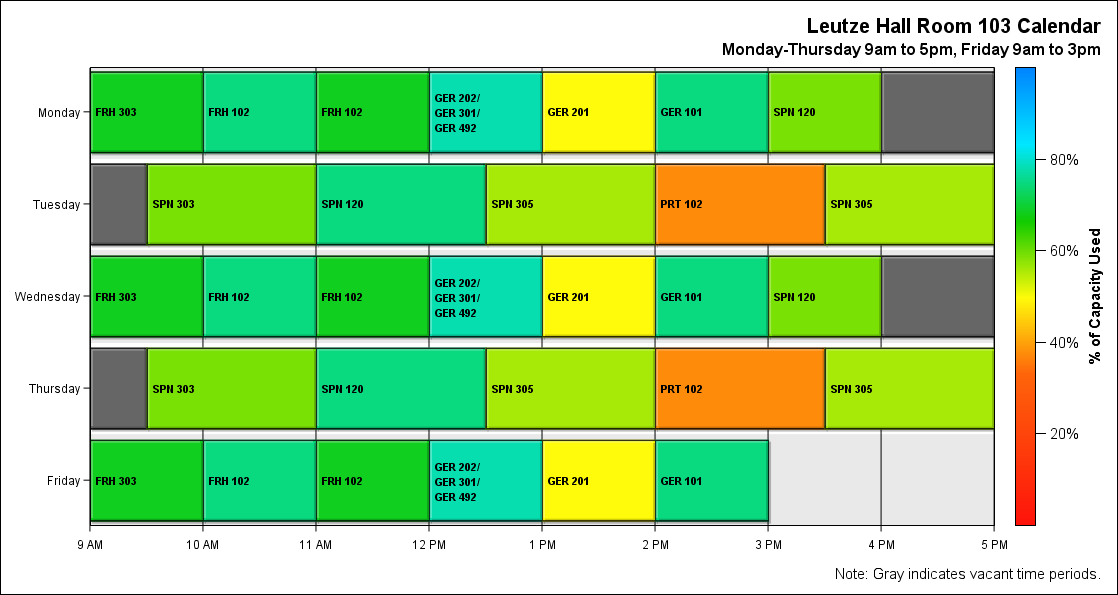 Leutze Hall Room 103 Calendar
Monday-Thursday 9am to 5pm, Friday 9am to 3pm
Monday
FRH 303
FRH 102
FRH 102
GER 202/
GER 301/
GER 492
GER 201
GER 101
SPN 120
Tuesday
SPN 303
SPN 120
SPN 305
PRT 102
SPN 305
Wednesday
FRH 303
FRH 102
FRH 102
GER 202/
GER 301/
GER 492
GER 201
GER 101
SPN 120
Thursday
SPN 303
SPN 120
SPN 305
PRT 102
SPN 305
Friday
FRH 303
FRH 102
FRH 102
GER 202/
GER 301/
GER 492
GER 201
GER 101
9 AM
10 AM
11 AM
12 PM
1 PM
2 PM
3 PM
4 PM
5 PM
80%
60%
40%
20%
% of Capacity Used
Note: Gray indicates vacant time periods.